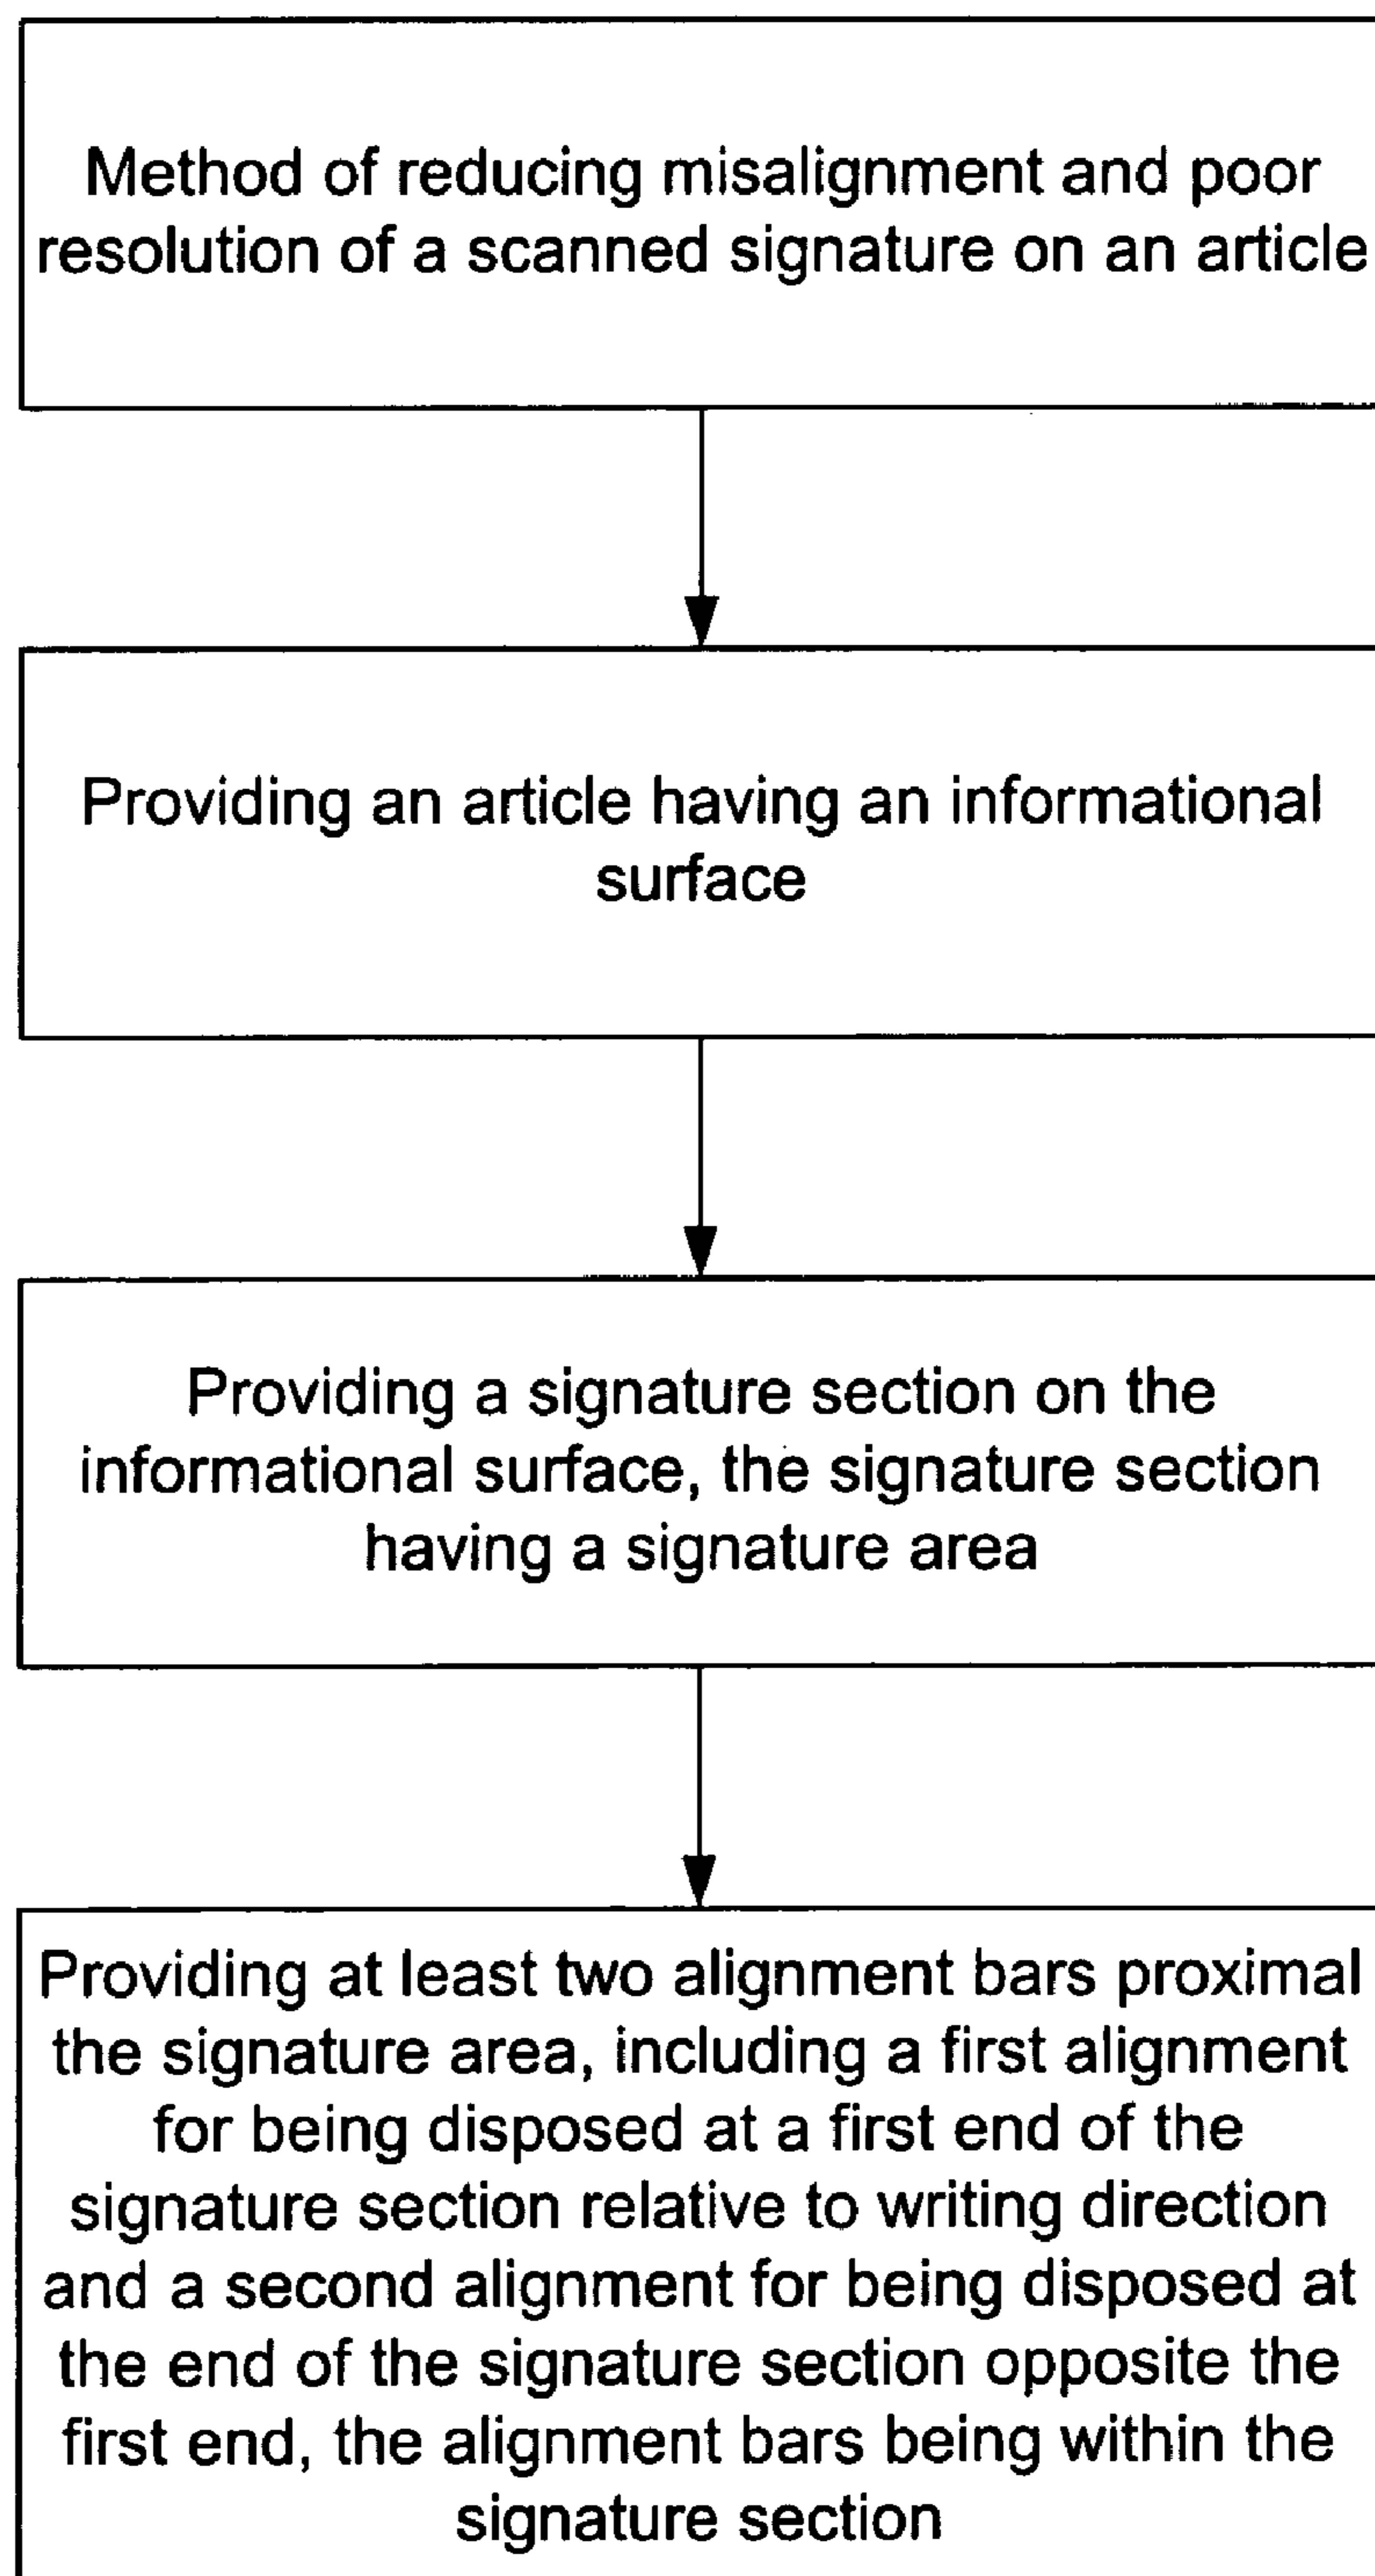 Method of reducing misalignment and poor
resolution of a scanned signature on an article
Providing an article having an informational
surface
Providing a signature section on the
informational surface, the signature section
having a signature area
Providing at least two alignment bars proximal
the signature area, including a first alignment
for being disposed at a first end of the
signature section relative to writing direction
and a second alignment for being disposed at
the end of the signature section opposite the
first end, the alignment bars being within the
signature section